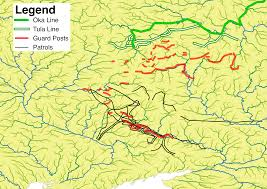 Legend
Oka Line
Tula Line
Guard Posts
Patrols